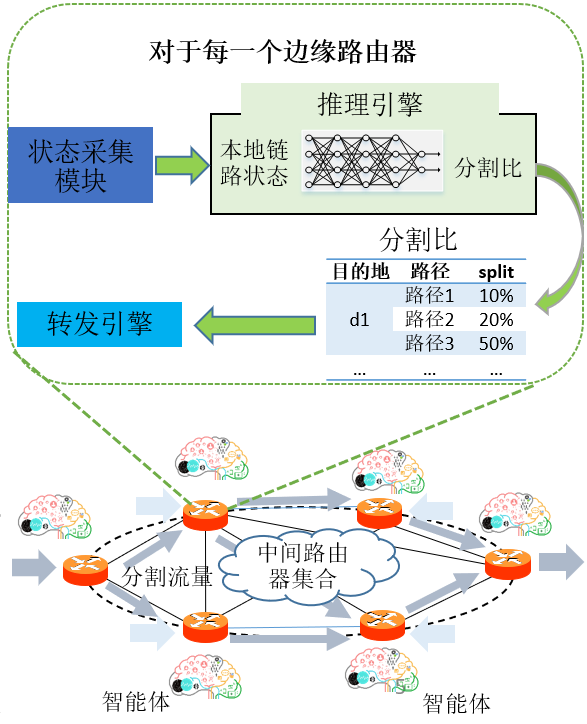 对于每一个边缘路由器
推理引擎
状态采集
模块
本地链
路状态
分割比
分割比
目的地 路径 split
路径1 10%
d1 路径2 20%
路径3 50%
... ... ...
转发引擎
中间路由
器集合
分割流量
智能体
智能体